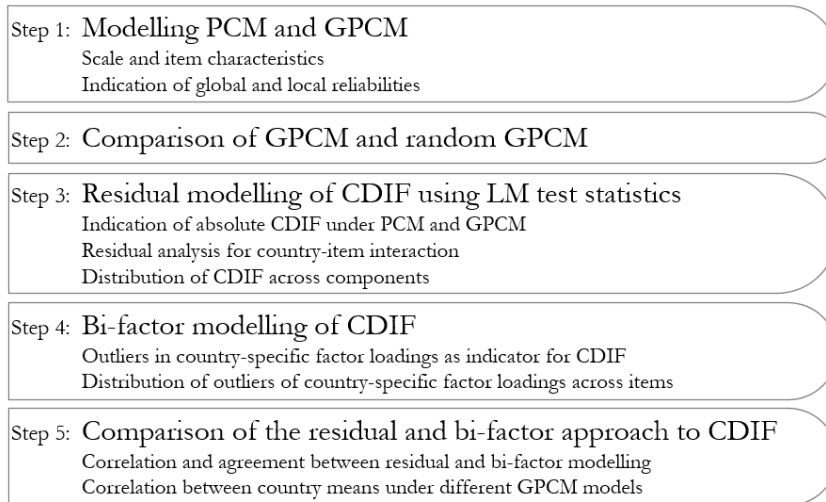 Step 1: Modelling PCM and GPCM
Scale and item characteristics
Indication of global and local reliabilities
Step 2: Comparison of GPCM and random GPCM
Step 3: Residual modelling of CDIF using LM test statistics
Indication of absolute CDIF under PCM and GPCM
Residual analysis for country-item interaction
Distribution of CDIF across components
Step 4: Bi-factor modelling of CDIF
Outliers in country-specific factor loadings as indicator for CDIF
Distribution of outliers of country-specific factor loadings across items
Step 5: Comparison of the residual and bi-factor approach to CDIF
Correlation and agreement between residual and bi-factor modelling
Correlation between country means under different GPCM models